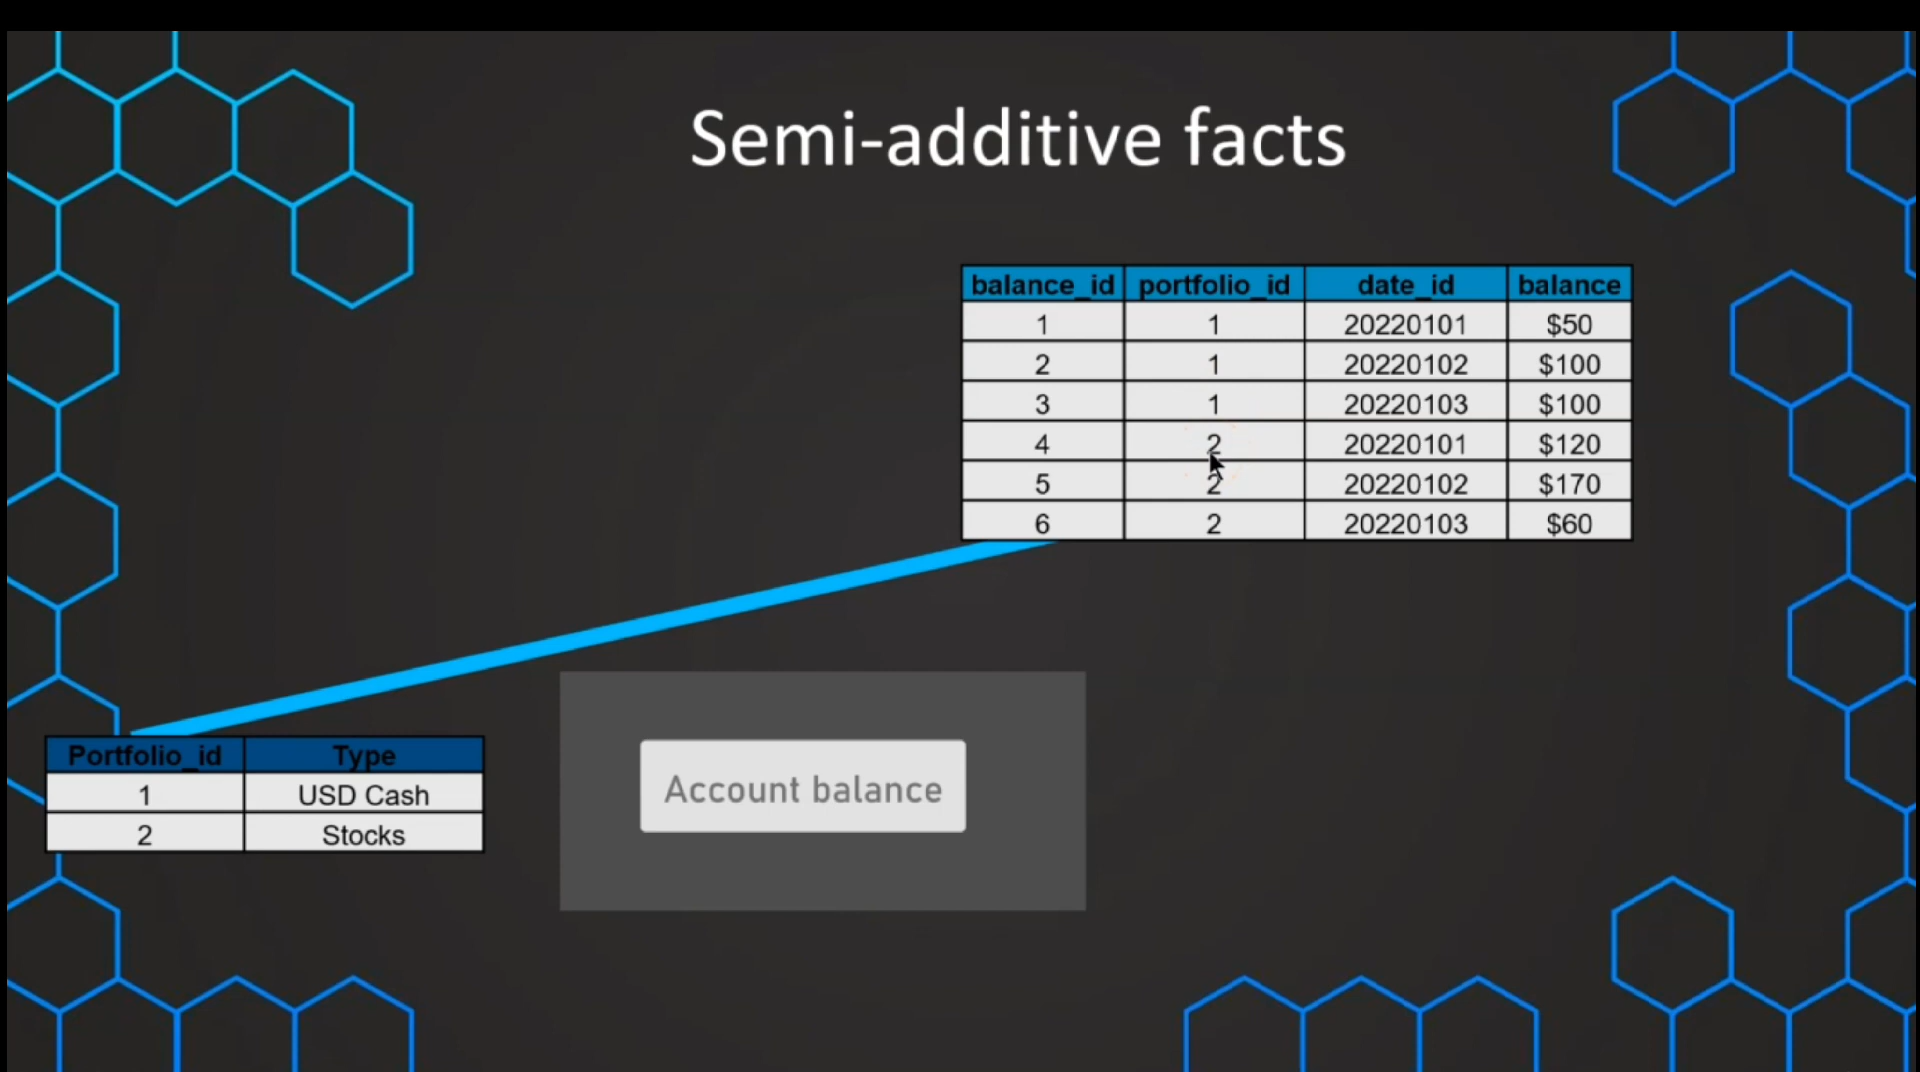 Semi-additive facts
balance_id portfolio_id date_id balance
1 1 20220101 $50
2 1 20220102 $100
3 1 20220103 $100
4 2 20220101 $120
5 2 20220102 $170
6 2 20220103 $60
Portfolio_id Type
1 USD Cash
2 Stocks
Account balance